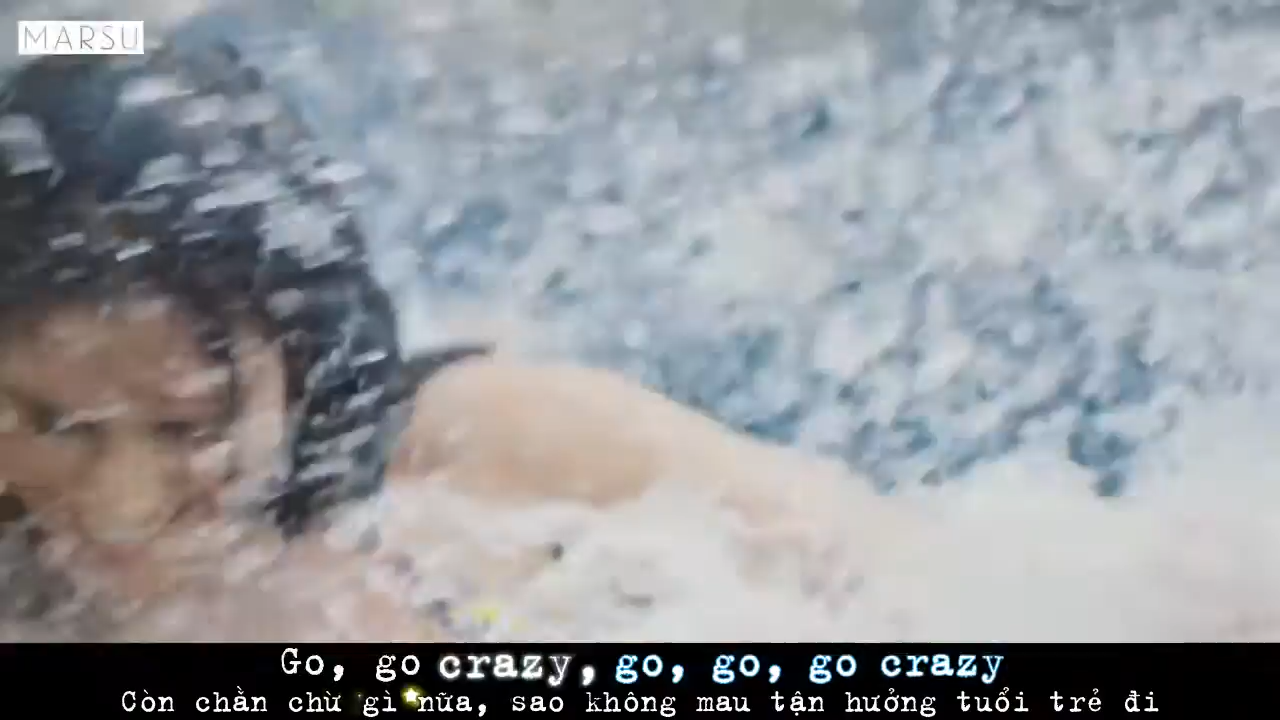 MARSU
Go, go crazy, go, go, go crazy
Còn chần chừ gì nữa, sao không mau tận hưởng tuổi trẻ đi